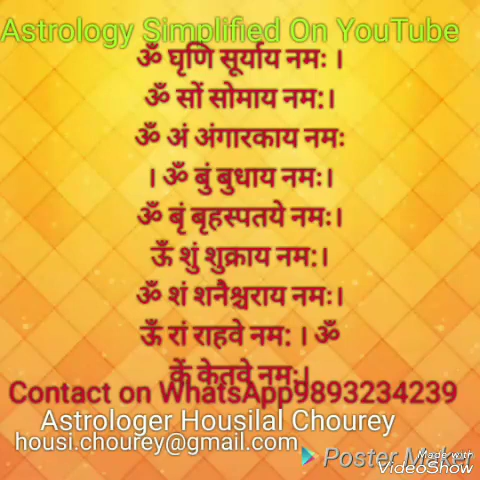 Astrology Simplified On YouTube
ॐ घृणि सूर्याय नमः ।
ॐ सों सोमाय नम:।
ॐ अं अंगारकाय नमः
। ॐ बुं बुधाय नमः।
ॐ बृं बृहस्पतये नमः।
ऊँ शुं शुक्राय नम:।
ॐ शं शनैश्चराय नमः।
ऊँ रां राहवे नम: । ॐ
कें केतवे नम:।
Contact on WhatsApp9893234239
Astrologer Housilal Chourey
housi.chourey@gmail.com
Poster Maker
Made with
VideoShow